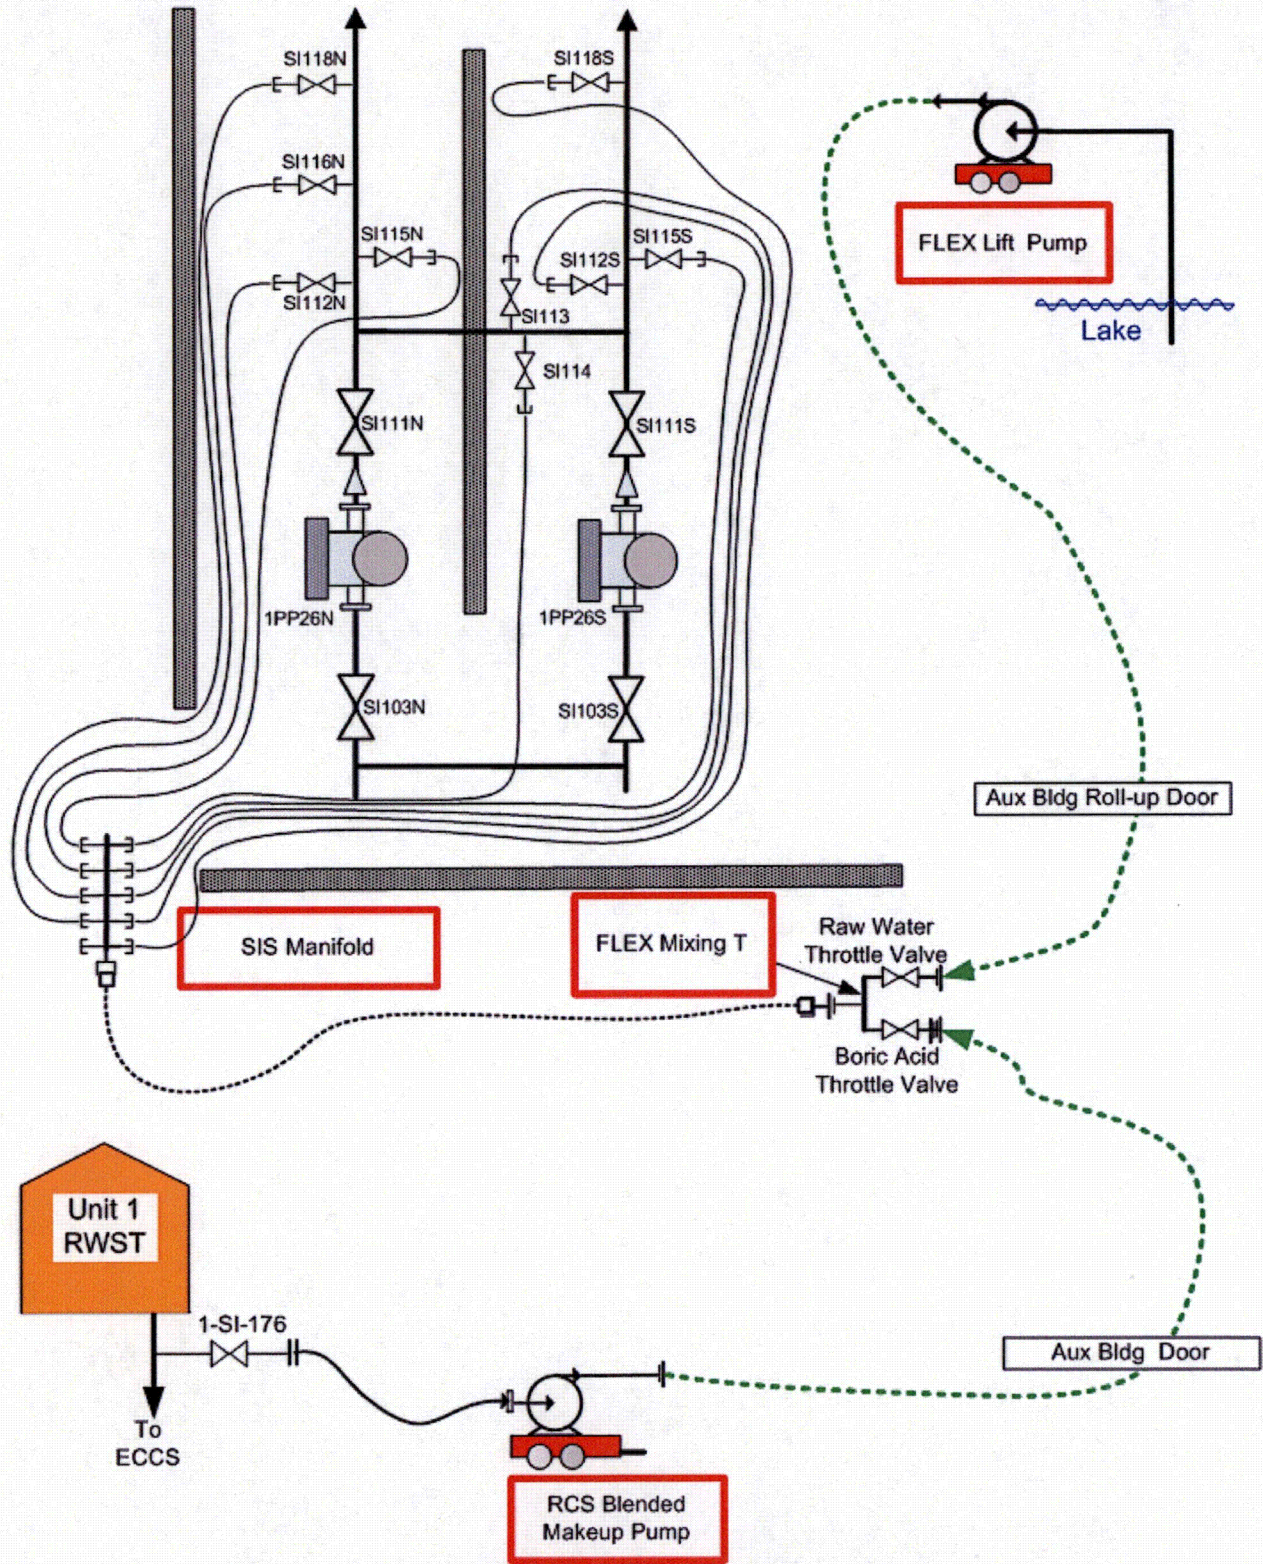 SI118N
SI118S
SI116N
SI115N
SI115S
FLEX Lift Pump
SI112S
SI112N
SI113
Lake
SI114
SI111N
SI111S
1PP26N
1PP26S
SI103N
SI103S
Aux Bldg Roll-up Door
SIS Manifold
FLEX Mixing T
Raw Water
Throttle Valve
Boric Acid
Throttle Valve
Unit 1
RWST
1-SI-176
To
ECCS
Aux Bldg Door
RCS Blended
Makeup Pump